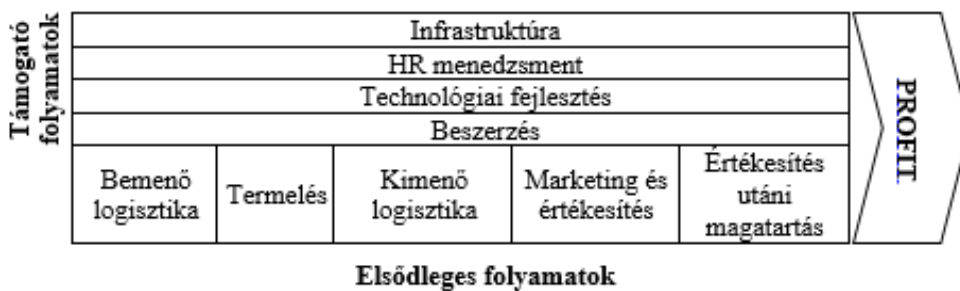 Támogató
folyamatok
Infrastruktúra
HR menedzsment
Technológiai fejlesztés
Beszerzés
Bemenő
logisztika
Termelés
Kimenő
logisztika
Marketing és
értékesítés
Értékesítés
utáni
magatartás
PROFIT
Elsődleges folyamatok